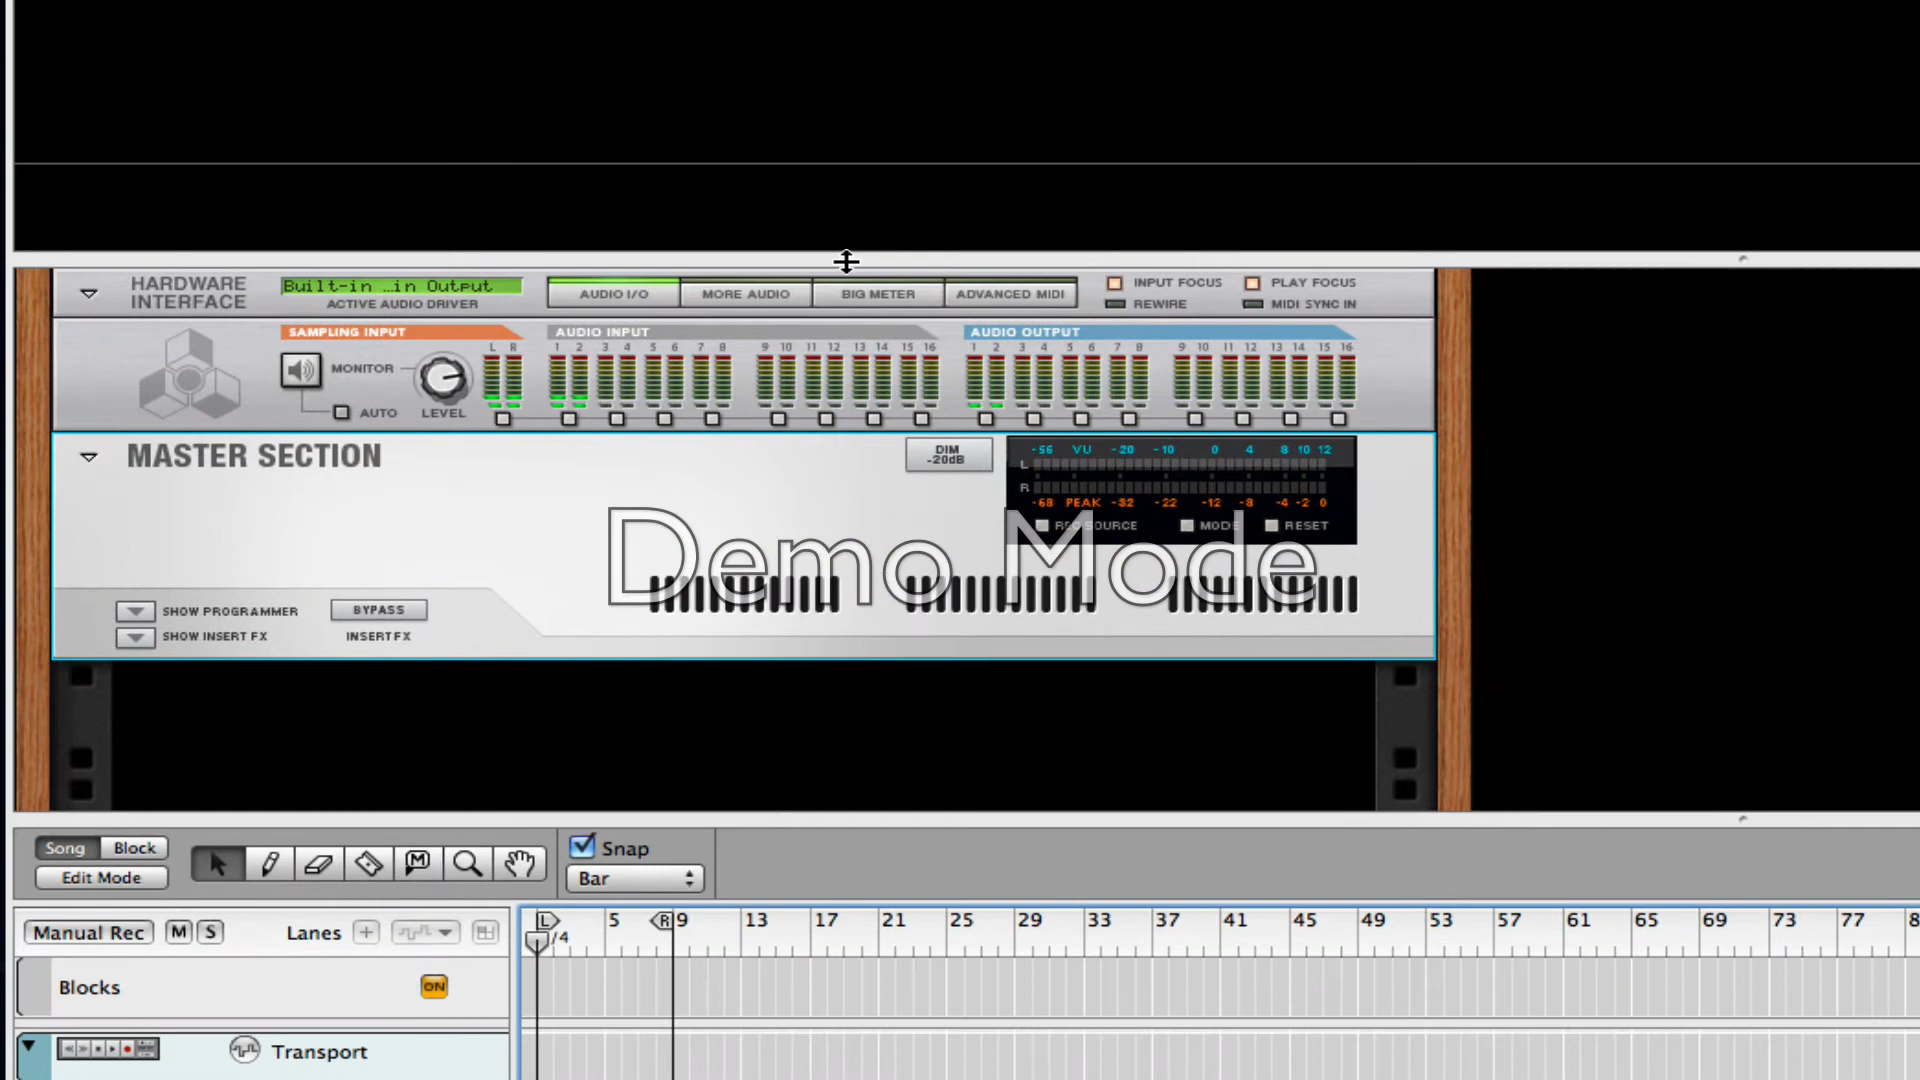 HARDWARE INTERFACE
Built-in …in Output
ACTIVE AUDIO DRIVER
AUDIO I/O MORE AUDIO BIG METER ADVANCED MIDI
INPUT FOCUS PLAY FOCUS
REWIRE MIDI SYNC IN
SAMPLING INPUT AUDIO INPUT AUDIO OUTPUT
L R 1 2 3 4 5 6 7 8 9 10 11 12 13 14 15 16 1 2 3 4 5 6 7 8 9 10 11 12 13 14 15 16
MONITOR
AUTO LEVEL
MASTER SECTION
DIM -20dB
-56 VU -20 -10 0 4 8 10 12
L
R
-68 PEAK -32 -22 -12 -8 -4 -2 0
REC SOURCE MODE RESET
Demo Mode
SHOW PROGRAMMER BYPASS
SHOW INSERT FX INSERT FX
Song Block
Edit Mode
M
Snap
Bar
Manual Rec M S Lanes +
L 5 R 9 13 17 21 25 29 33 37 41 45 49 53 57 61 65 69 73 77 8
/4
Blocks ON
Transport